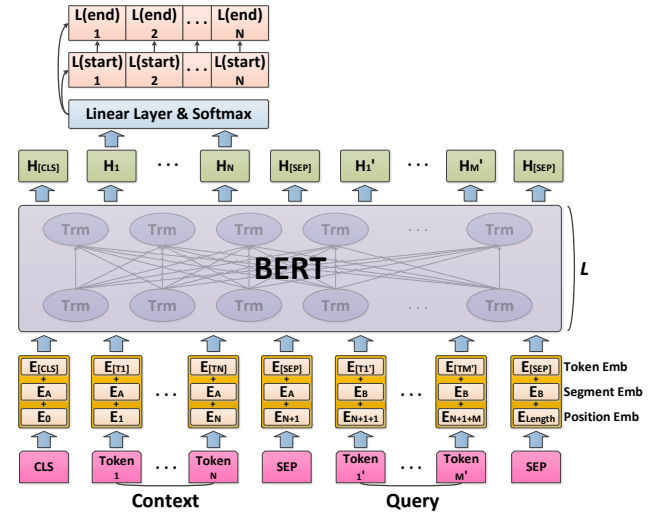 L(end) L(end) ... L(end)
1 2 N
L(start) L(start) ... L(start)
1 2 N
Linear Layer & Softmax
H[CLS] H1 ... HN H[SEP] H1' ... HM' H[SEP]
Trm Trm Trm Trm ... Trm
BERT
L
Trm Trm Trm Trm ... Trm
E[CLS] E[T1] E[TN] E[SEP] E[T1'] E[TM'] E[SEP] Token Emb
+ + + + + + +
EA EA ... EA EA EB ... EB EB Segment Emb
+ + + + + + +
E0 E1 EN EN+1 EN+1+1 EN+1+M ELength Position Emb
CLS Token ... Token SEP Token ... Token SEP
1 N 1' M'
Context Query